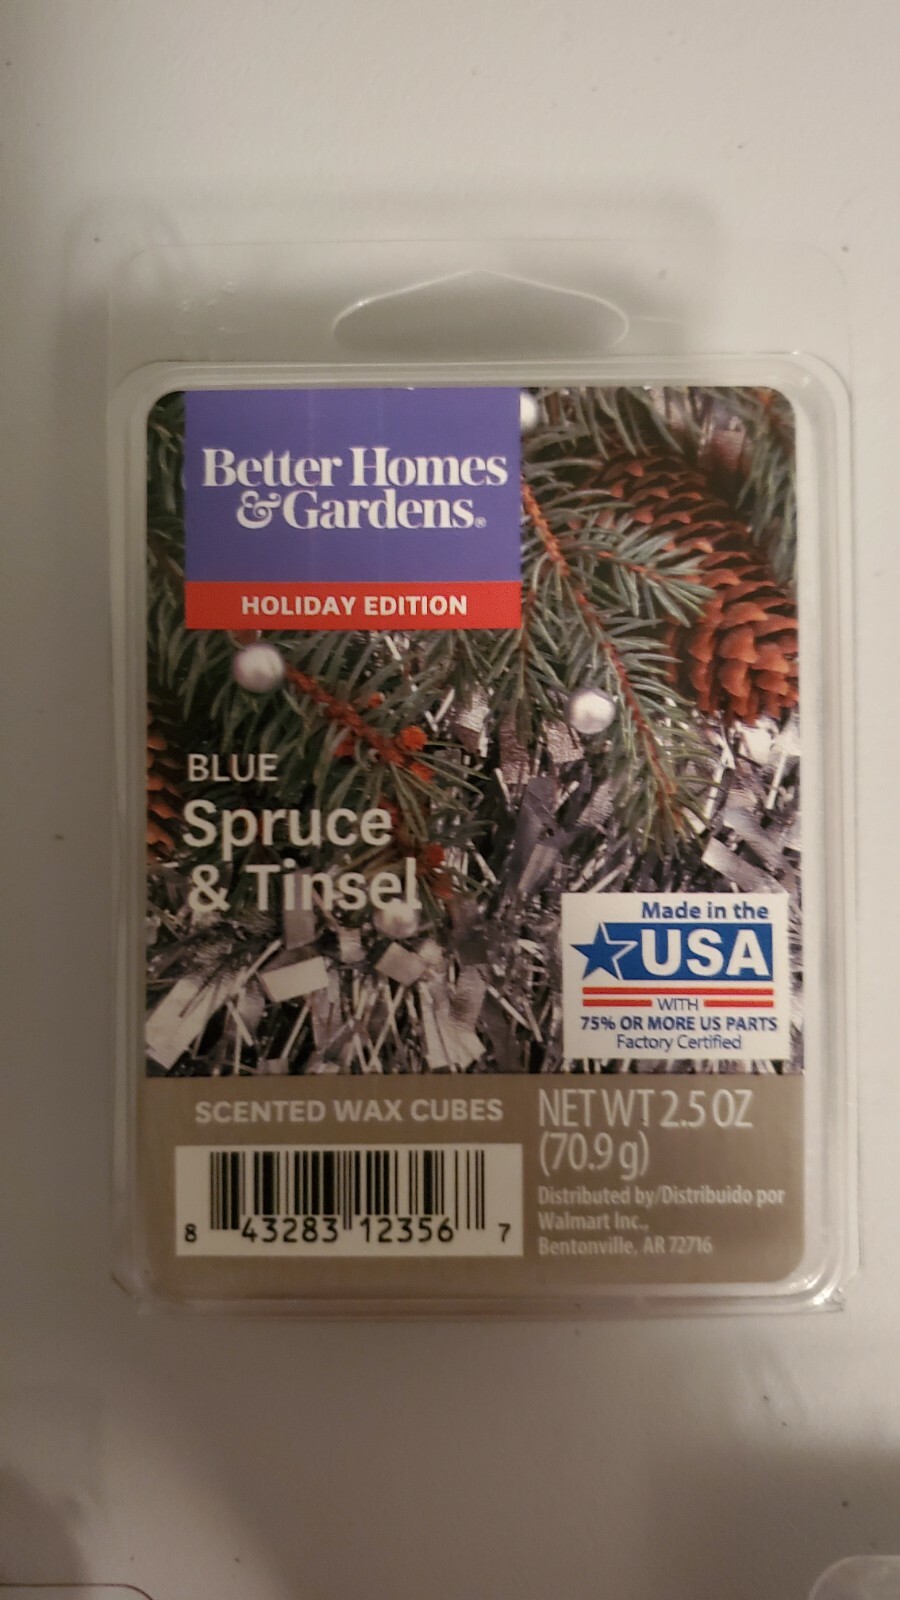 Better Homes
& Gardens®
HOLIDAY EDITION
BLUE
Spruce
& Tinsel
Made in the
USA
WITH
75% OR MORE US PARTS
Factory Certified
SCENTED WAX CUBES
NET WT 2.5 OZ
(70.9 g)
Distributed by/Distribuido por
Walmart Inc.,
Bentonville, AR 72716
8 43283 12356 7